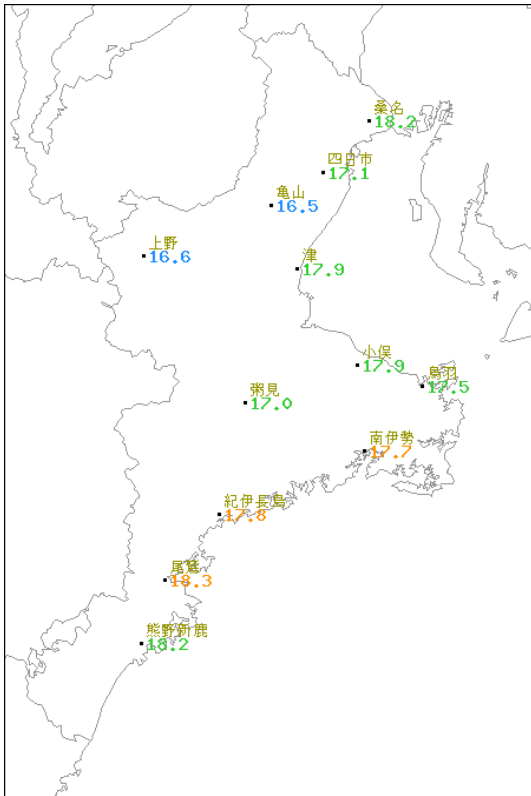 桑名
18.2
四日市
17.1
亀山
16.5
上野
16.6
津
17.9
小俣
17.9
鳥羽
17.5
粥見
17.0
南伊勢
17.7
紀伊長島
17.8
尾鷲
18.3
熊野新鹿
18.2